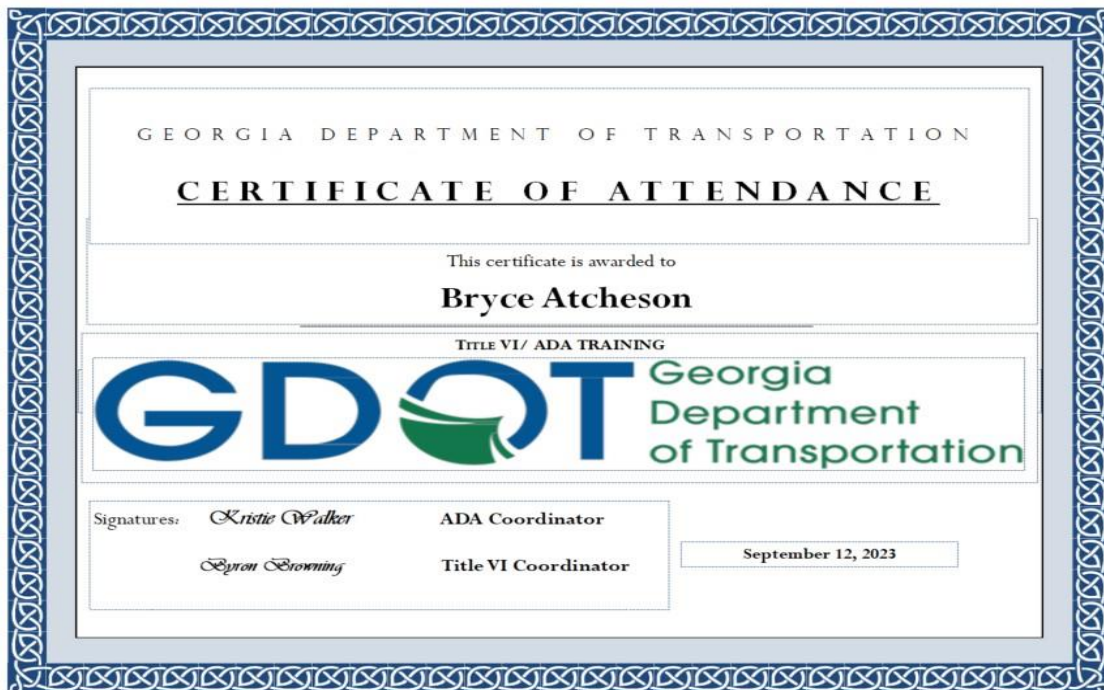 GEORGIA DEPARTMENT OF TRANSPORTATION
CERTIFICATE OF ATTENDANCE
This certificate is awarded to
Bryce Atcheson
TITLE VI/ ADA TRAINING
GDOT Georgia
Department
of Transportation
Signatures: Kristie Walker ADA Coordinator
Byron Browning Title VI Coordinator
September 12, 2023